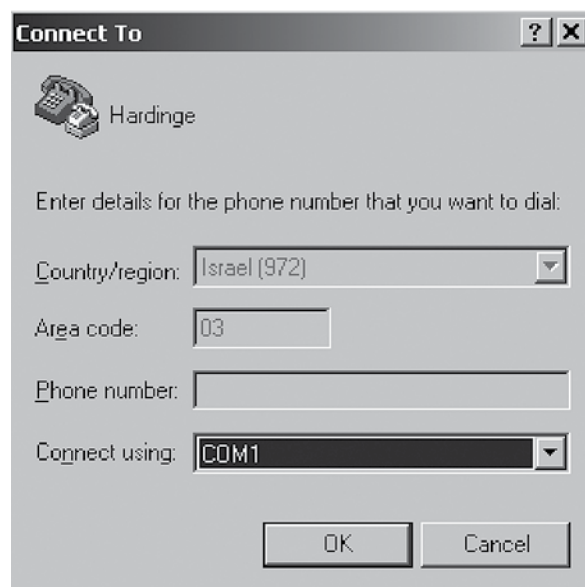 Connect To
Hardinge
Enter details for the phone number that you want to dial:
Country/region: Israel (972)
Area code: 03
Phone number:
Connect using: COM1
OK Cancel